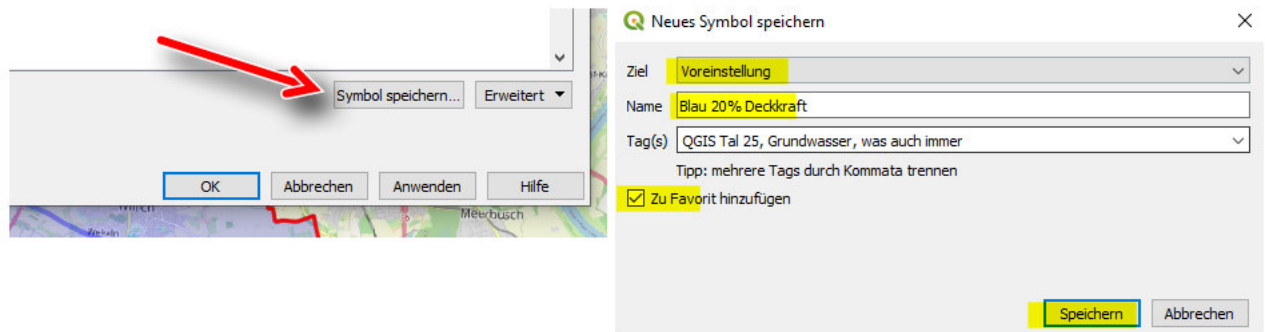 Symbol speichern... Erweitert
OK Abbrechen Anwenden Hilfe
Meerbusch
Neues Symbol speichern
Ziel Voreinstellung
Name Blau 20% Deckkraft
Tag(s) QGIS Tal 25, Grundwasser, was auch immer
Tipp: mehrere Tags durch Kommata trennen
Zu Favorit hinzufügen
Speichern Abbrechen